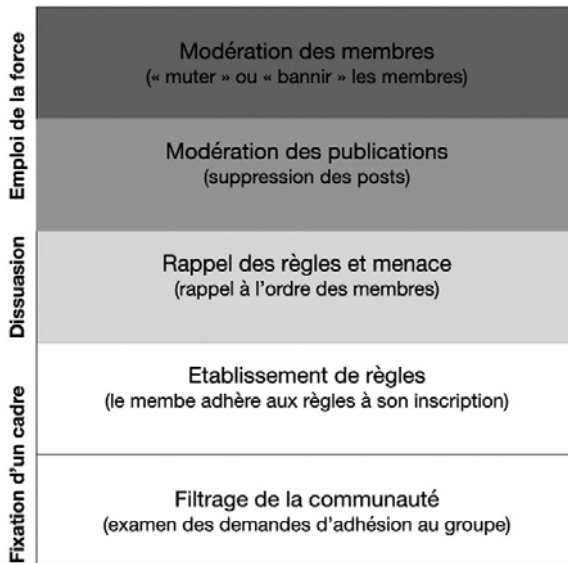 Emploi de la force
Modération des membres
(« muter » ou « bannir » les membres)
Modération des publications
(suppression des posts)
Dissuasion
Rappel des règles et menace
(rappel à l’ordre des membres)
Fixation d’un cadre
Etablissement de règles
(le membe adhère aux règles à son inscription)
Filtrage de la communauté
(examen des demandes d’adhésion au groupe)